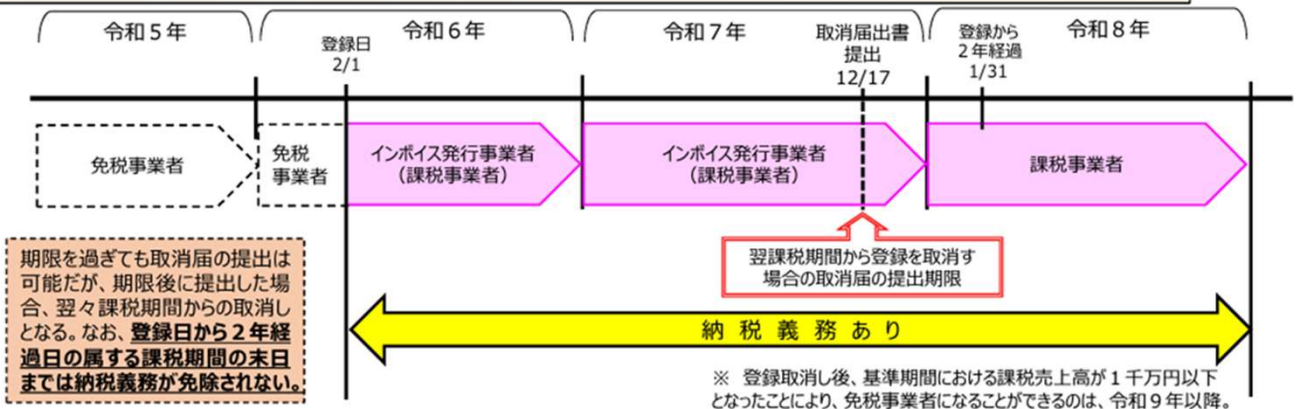 令和5年
令和6年
令和7年
令和8年
登録日
2/1
取消届出書
提出
12/17
登録から
2年経過
1/31
免税事業者
免税
事業者
インボイス発行事業者
（課税事業者）
インボイス発行事業者
（課税事業者）
課税事業者
翌課税期間から登録を取消す
場合の取消届の提出期限
期限を過ぎても取消届の提出は
可能だが、期限後に提出した場
合、翌々課税期間からの取消し
となる。なお、登録日から２年経
過日の属する課税期間の末日
までは納税義務が免除されない。
納税義務あり
※ 登録取消し後、基準期間における課税売上高が１千万円以下
となったことにより、免税事業者になることができるのは、令和９年以降。